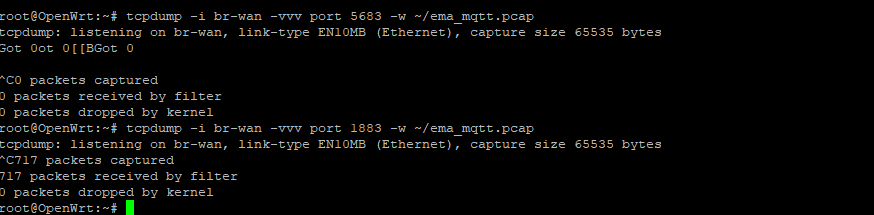 root@OpenWrt:~# tcpdump -i br-wan -vvv port 5683 -w ~/ema_mqtt.pcap
tcpdump: listening on br-wan, link-type EN10MB (Ethernet), capture size 65535 bytes
Got 0ot 0[[BGot 0
^C0 packets captured
0 packets received by filter
0 packets dropped by kernel
root@OpenWrt:~# tcpdump -i br-wan -vvv port 1883 -w ~/ema_mqtt.pcap
tcpdump: listening on br-wan, link-type EN10MB (Ethernet), capture size 65535 bytes
^C717 packets captured
717 packets received by filter
0 packets dropped by kernel
root@OpenWrt:~#